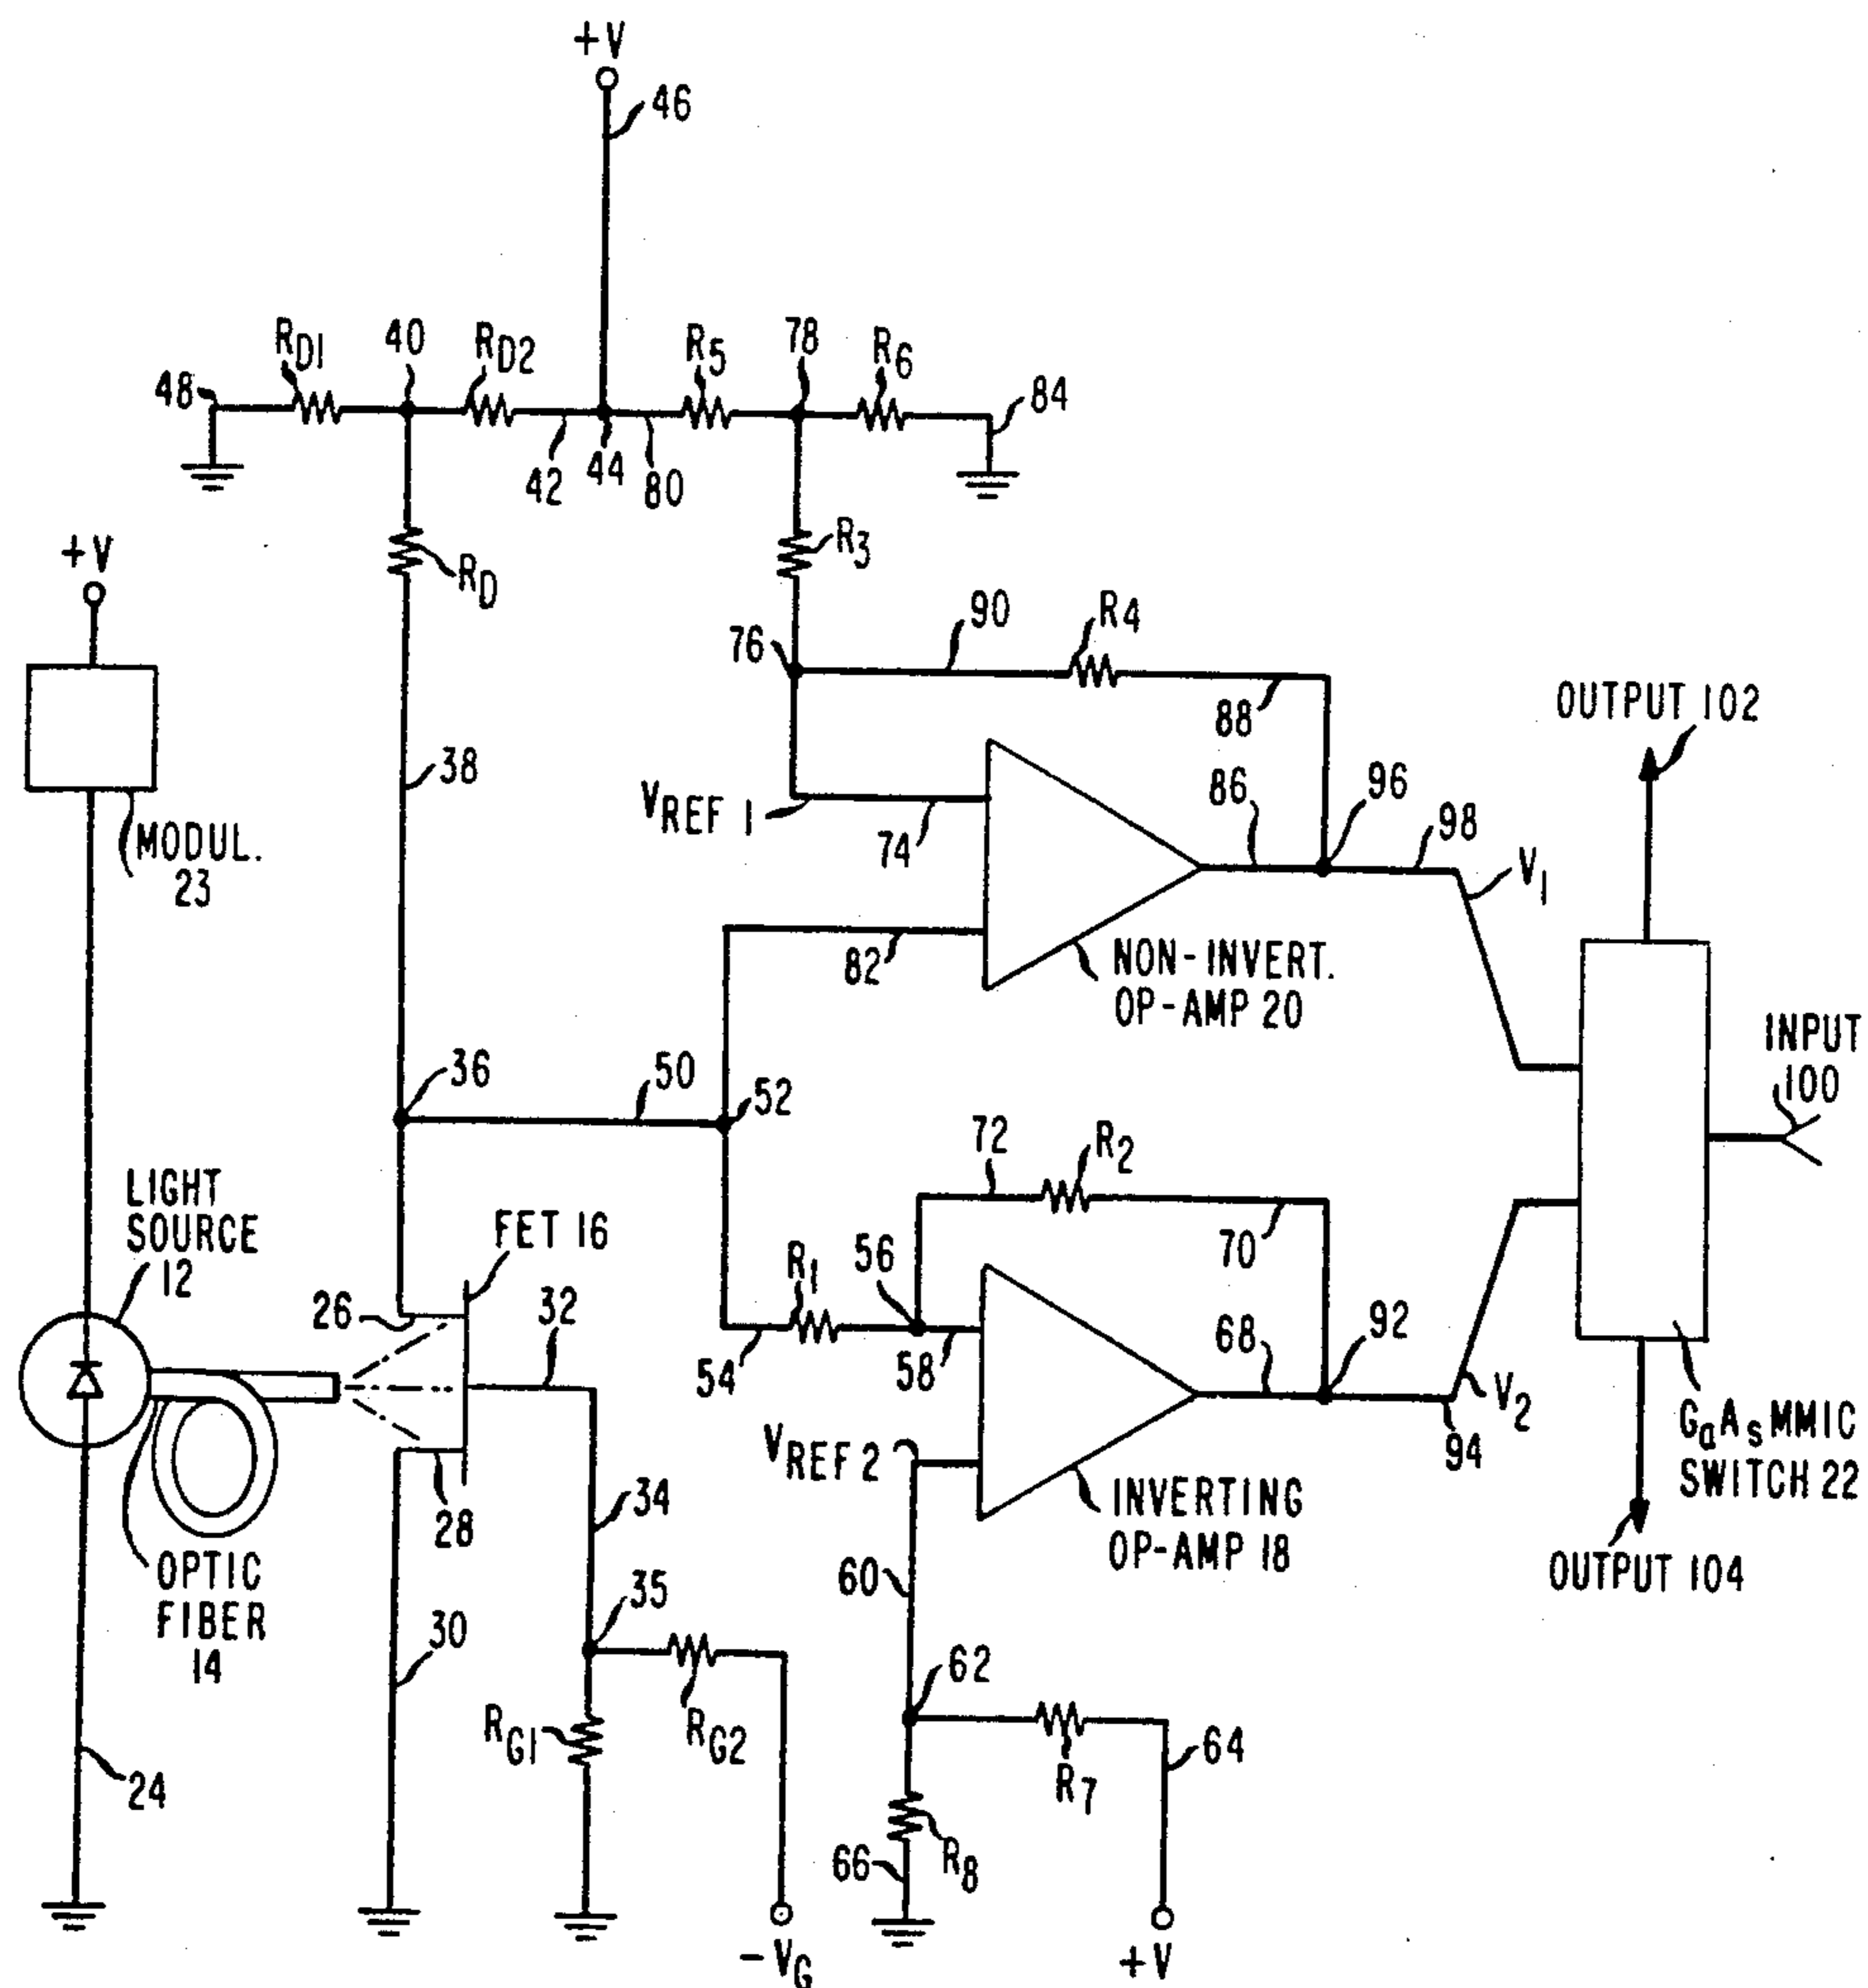 +V
46
R_D1
40
R_D2
R_5
78
R_6
48
84
42
44
80
+V
R_D
R_3
76
90
R_4
88
OUTPUT 102
MODUL.
23
38
V_REF 1
74
86
96
98
V_1
82
NON-INVERT.
OP-AMP 20
INPUT
100
36
50
52
72
R_2
LIGHT
SOURCE
12
FET 16
26
32
R_1
56
70
54
58
68
92
V_2
94
GaAs MMIC
SWITCH 22
V_REF 2
28
34
INVERTING
OP-AMP 18
OUTPUT 104
OPTIC
FIBER
14
30
35
60
62
R_G1
R_G2
R_7
64
24
66
R_8
-V_G
+V